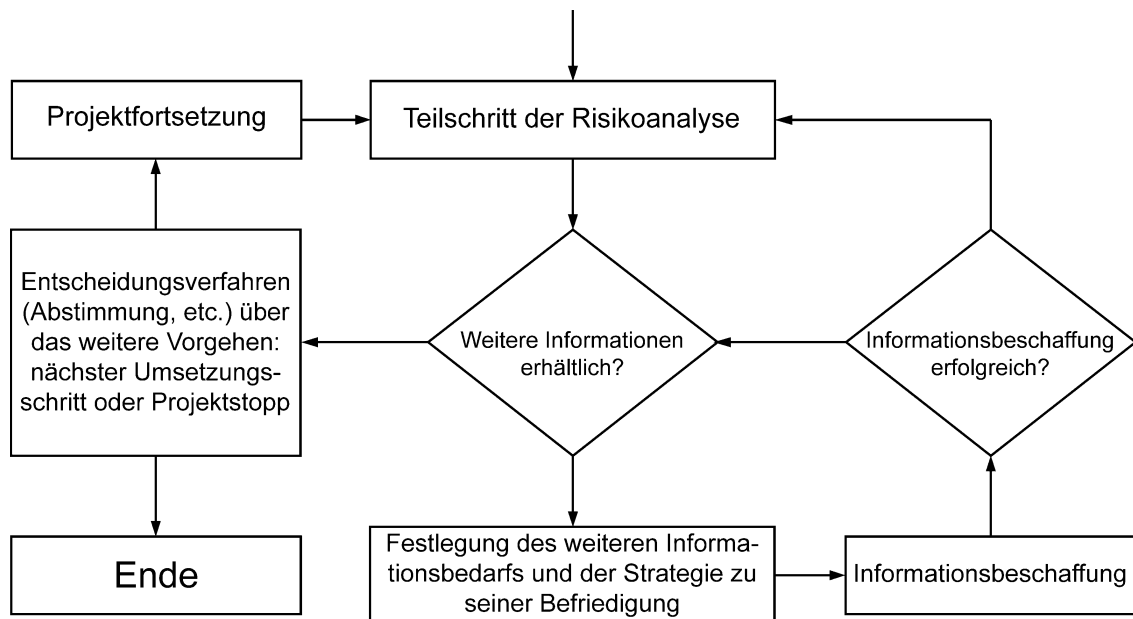 Projektfortsetzung
Teilschritt der Risikoanalyse
Entscheidungsverfahren
(Abstimmung, etc.) über
das weitere Vorgehen:
nächster Umsetzungs-
schritt oder Projektstopp
Weitere Informationen
erhältlich?
Informationsbeschaffung
erfolgreich?
Ende
Festlegung des weiteren Informa-
tionsbedarfs und der Strategie zu
seiner Befriedigung
Informationsbeschaffung